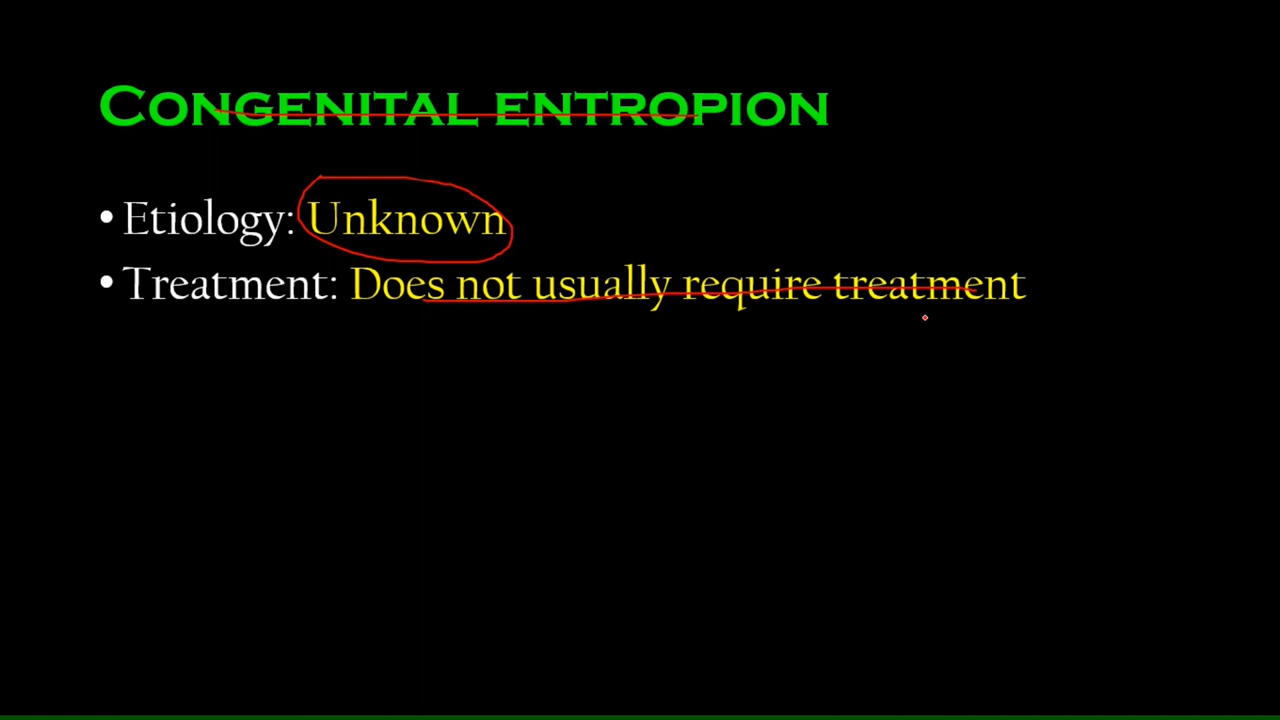 CONGENITAL ENTROPION
• Etiology: Unknown
• Treatment: Does not usually require treatment